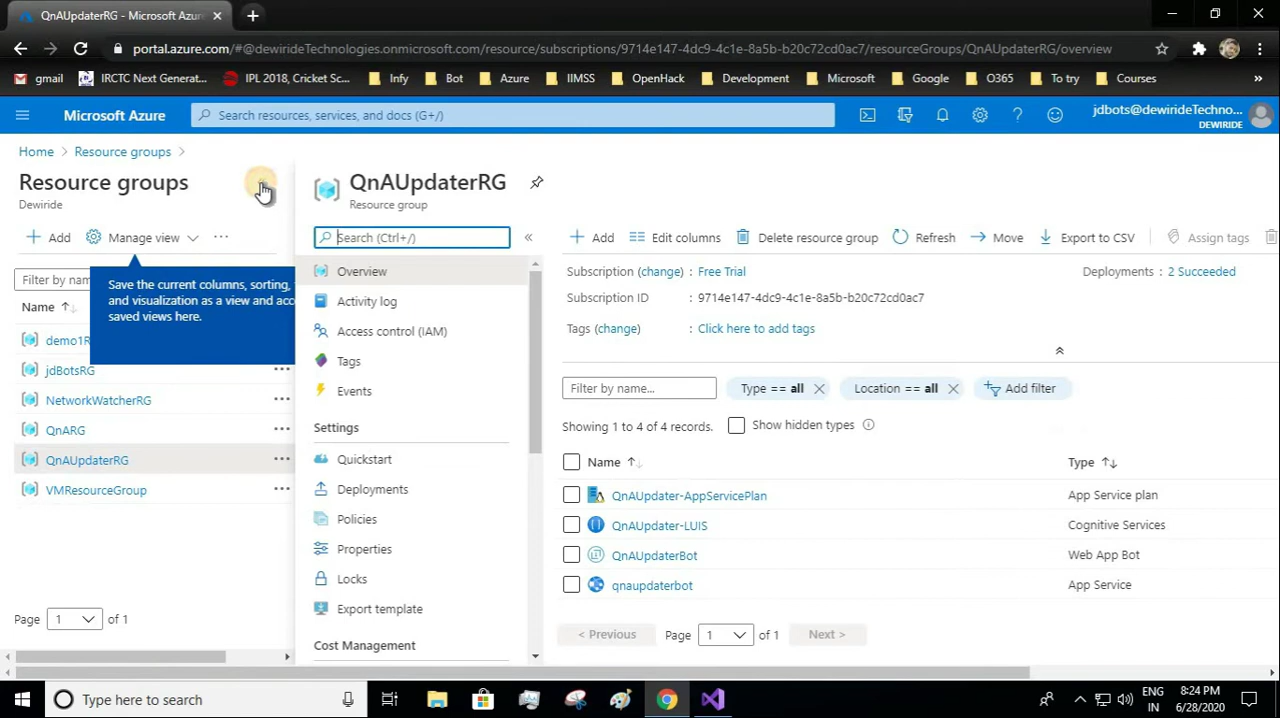 QnAUpdaterRG - Microsoft Azu
portal.azure.com/#@dewirideTechnologies.onmicrosoft.com/resource/subscriptions/9714e147-4dc9-4c1e-8a5b-b20c72cd0ac7/resourceGroups/QnAUpdaterRG/overview
gmail IRCTC Next Generat... IPL 2018, Cricket Sc... Infy Bot Azure IIMSS OpenHack Development Microsoft Google O365 To try Courses »
Microsoft Azure Search resources, services, and docs (G+/) jdbots@dewirideTechno...
DEWIRIDE
Home > Resource groups >
Resource groups
Dewiride
+ Add Manage view ...
Filter by nam
Save the current columns, sorting,
and visualization as a view and acc
saved views here.
Name ↑↓
demo1R
jdBotsRG ...
NetworkWatcherRG ...
QnARG ...
QnAUpdaterRG ...
VMResourceGroup ...
Page 1 of 1
QnAUpdaterRG
Resource group
Search (Ctrl+/) «
Overview
Activity log
Access control (IAM)
Tags
Events
Settings
Quickstart
Deployments
Policies
Properties
Locks
Export template
Cost Management
+ Add Edit columns Delete resource group Refresh → Move Export to CSV Assign tags
Subscription (change) : Free Trial Deployments : 2 Succeeded
Subscription ID : 9714e147-4dc9-4c1e-8a5b-b20c72cd0ac7
Tags (change) : Click here to add tags
Filter by name... Type == all Location == all Add filter
Showing 1 to 4 of 4 records. Show hidden types
Name ↑↓ Type ↑↓
QnAUpdater-AppServicePlan App Service plan
QnAUpdater-LUIS Cognitive Services
QnAUpdaterBot Web App Bot
qnaupdaterbot App Service
< Previous Page 1 of 1 Next >
Type here to search
ENG
IN
8:24 PM
6/28/2020